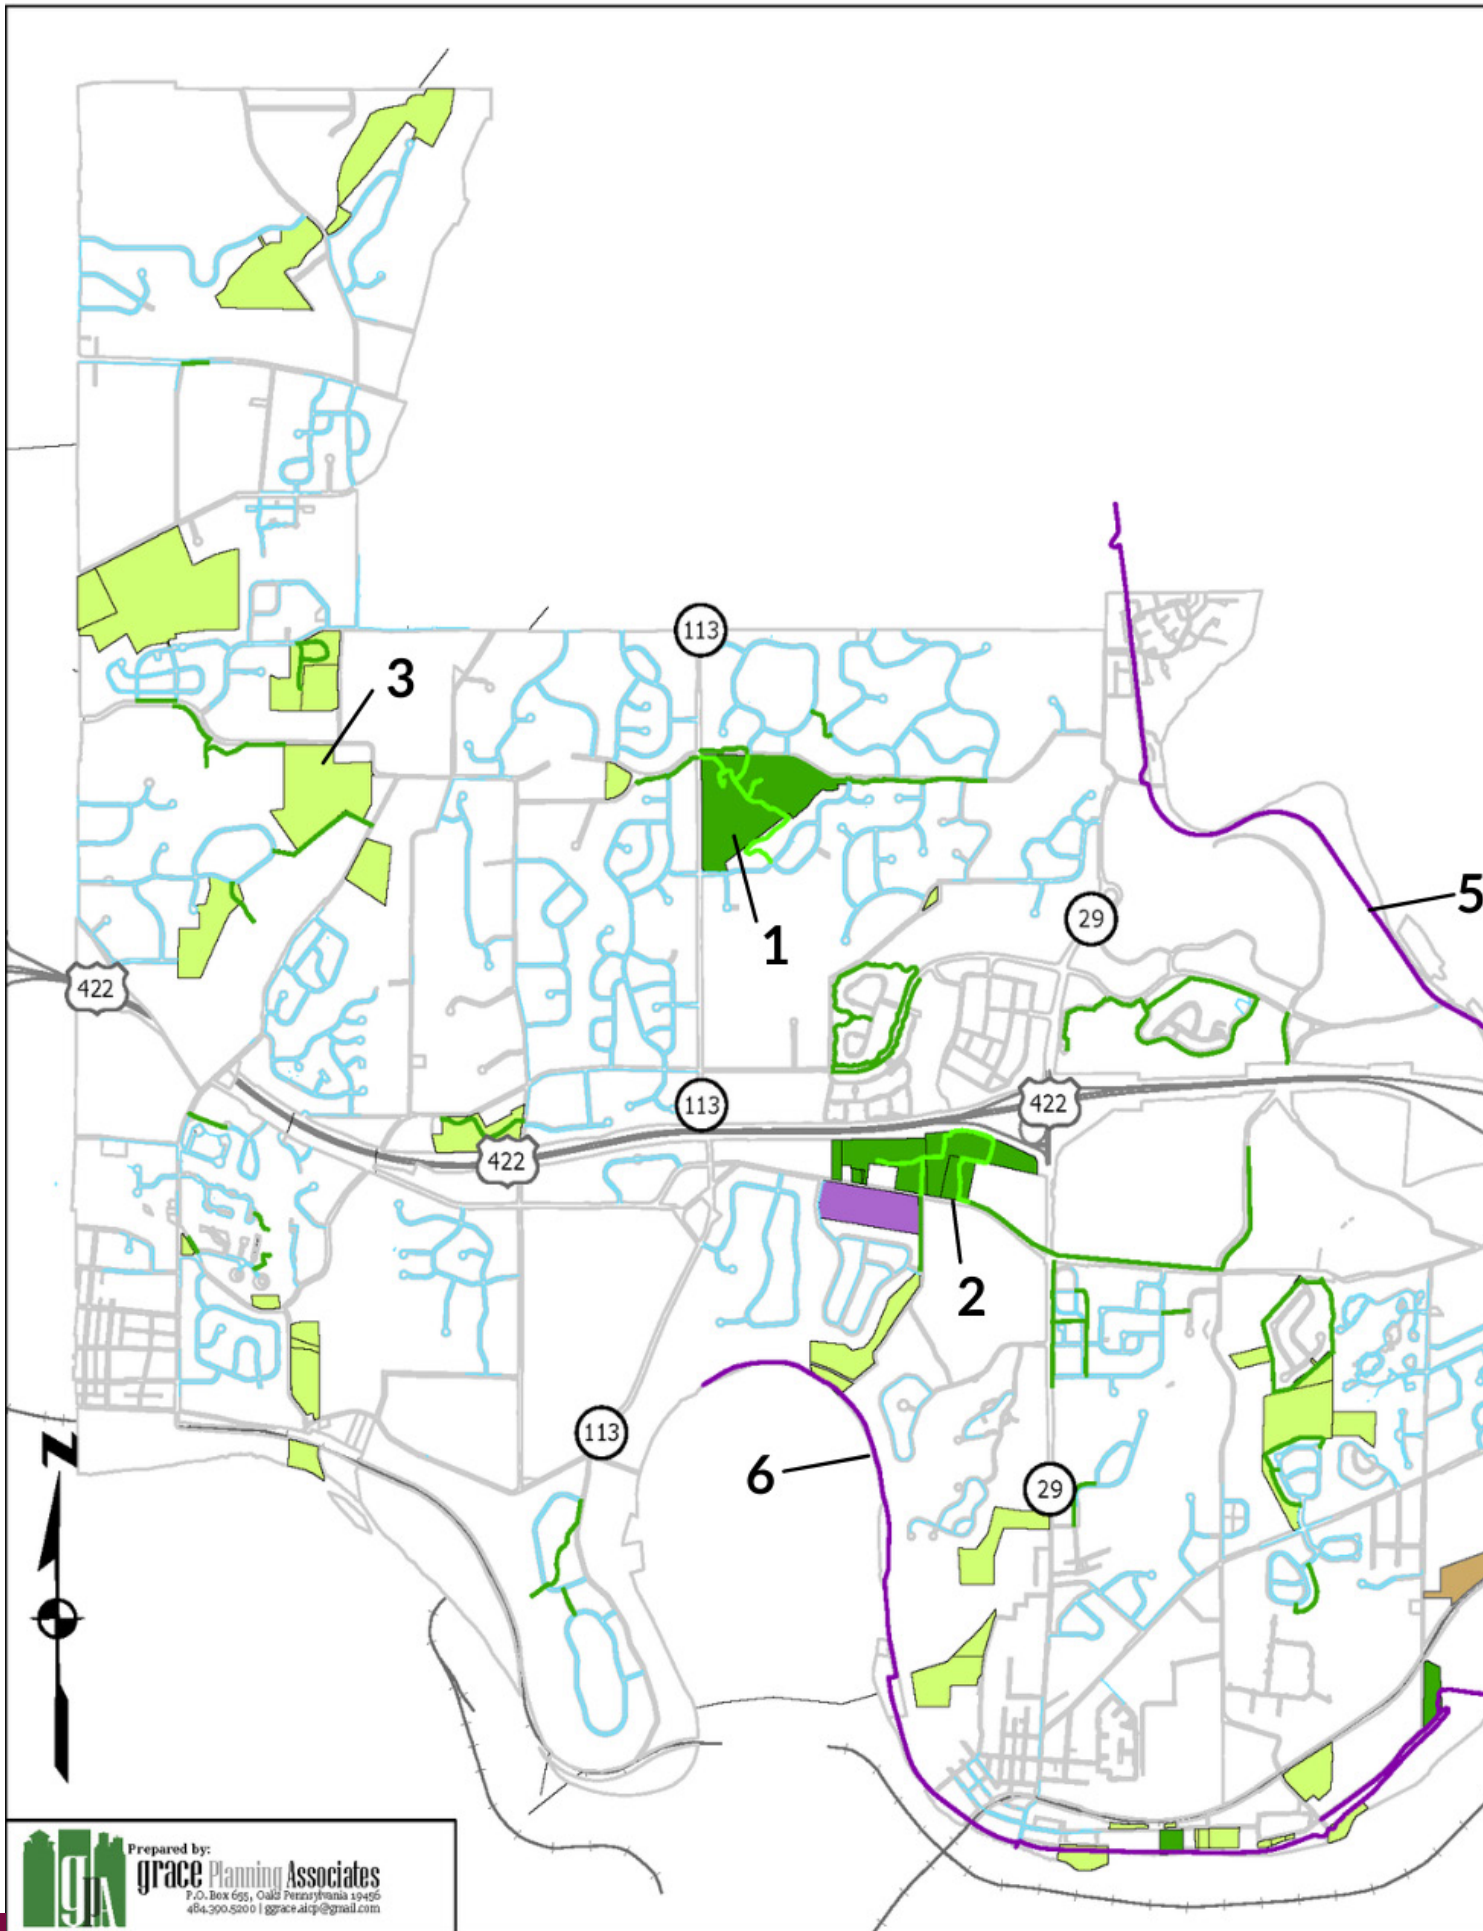 113
3
1
5
29
422
113
422
422
2
113
6
29
N
Prepared by:
grace Planning Associates
P.O. Box 655, Oaks Pennsylvania 19456
484.390.5200 | ggrace.aicp@gmail.com
gpA